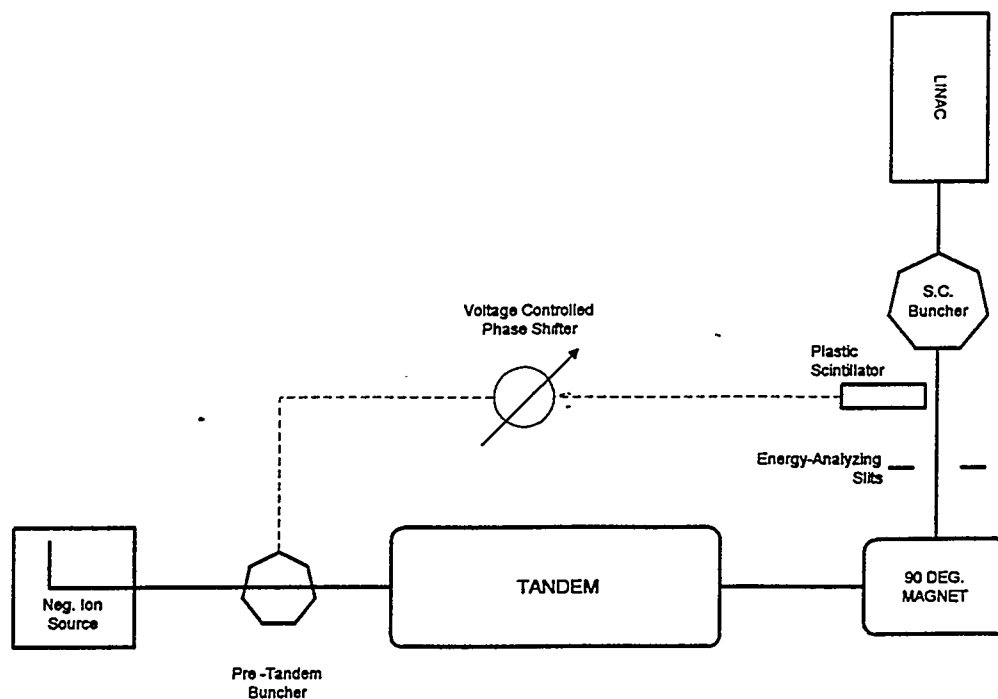 LINAC
S.C.
Buncher
Voltage Controlled
Phase Shifter
Plastic
Scintillator
Energy-Analyzing
Slits
TANDEM
90 DEG.
MAGNET
Neg. Ion
Source
Pre-Tandem
Buncher